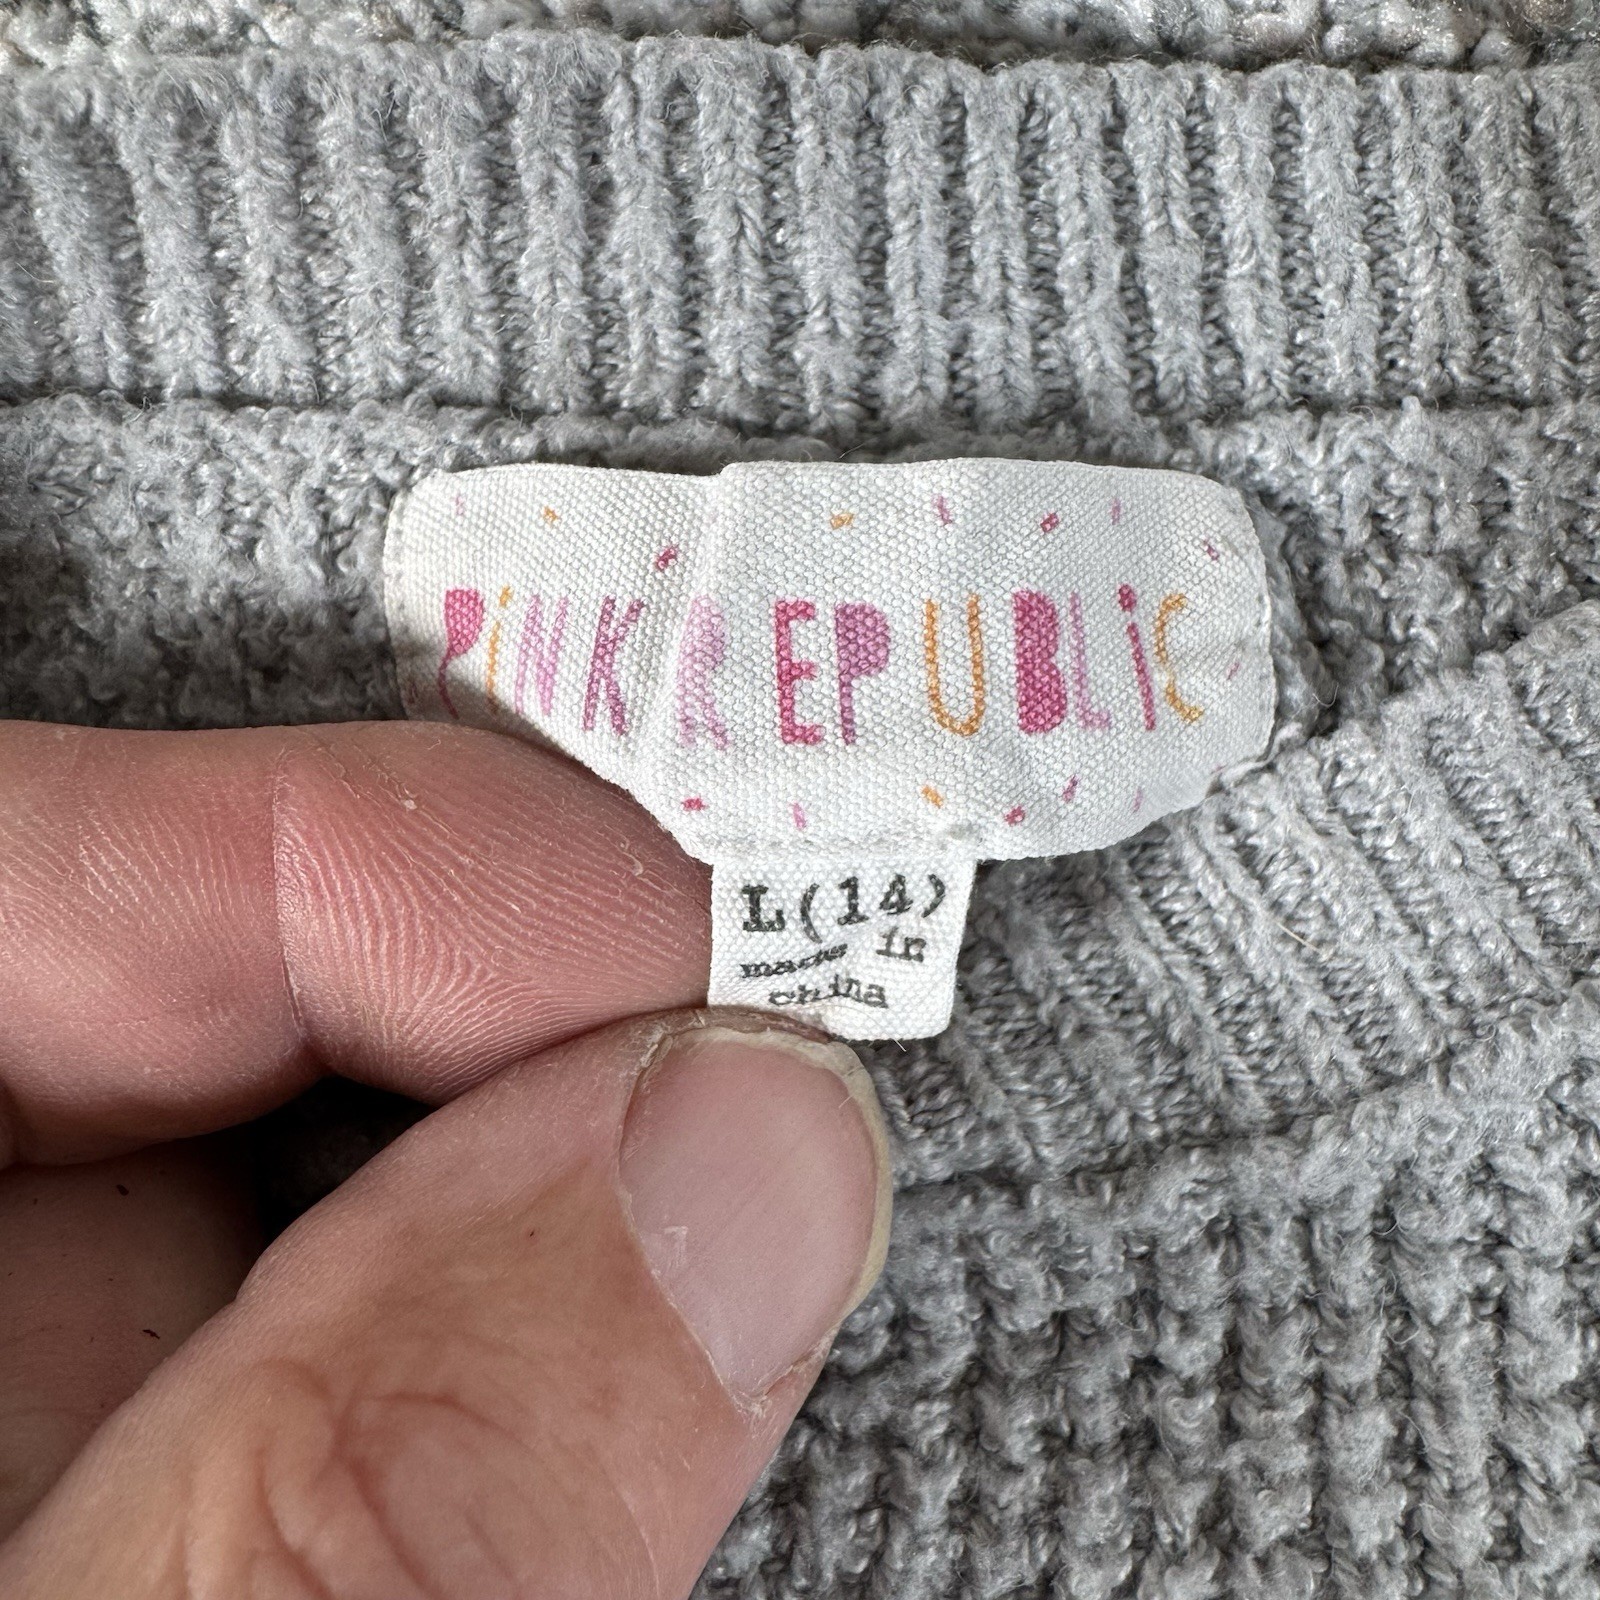 PiNK REPUBLiC
L(14)
made in
china